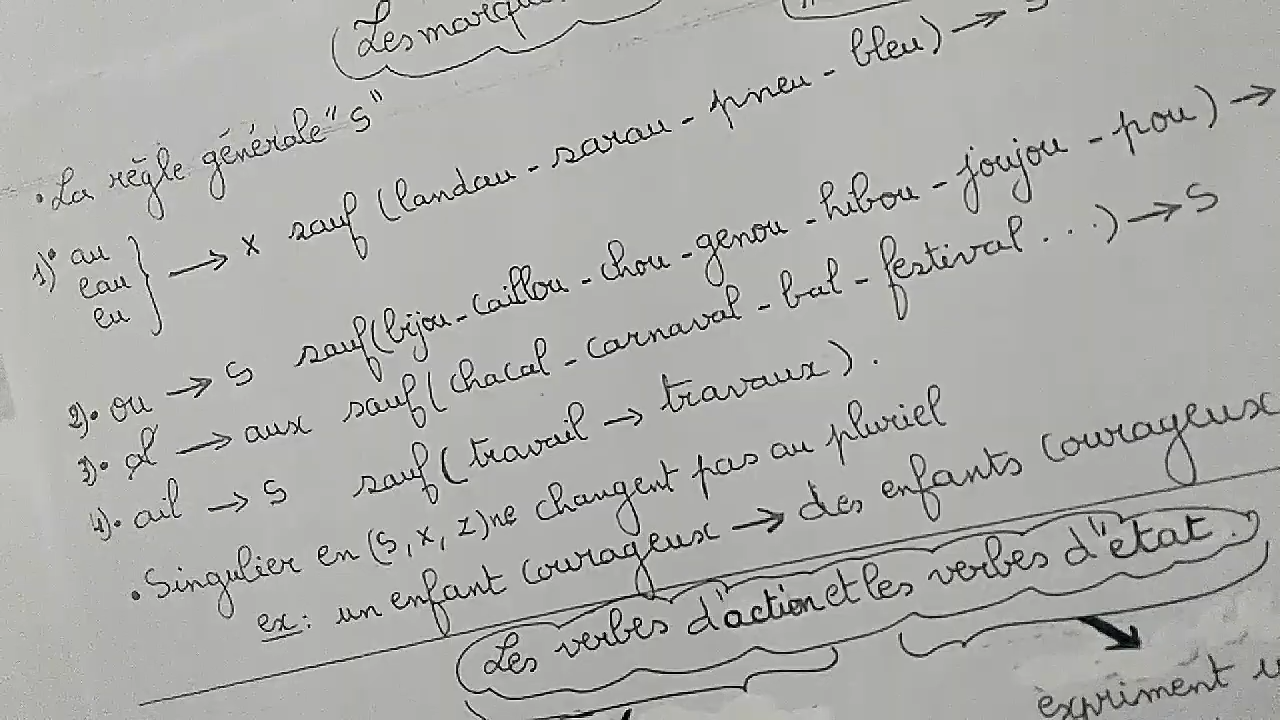 (Les marqu
• La règle générale "s"
1)• au
eau
eu
→ x sauf (landau - sarau - pneu - bleu) → s
2)• ou → s sauf (bijou - caillou - chou - genou - hibou - joujou - pou) →
3)• al → aux sauf (chacal - carnaval - bal - festival ...) → s
4)• ail → s sauf (travail → travaux).
• Singulier en (s, x, z) ne changent pas au pluriel
ex: un enfant courageux → des enfants courageux
Les verbes d'action et les verbes d'état.
expriment